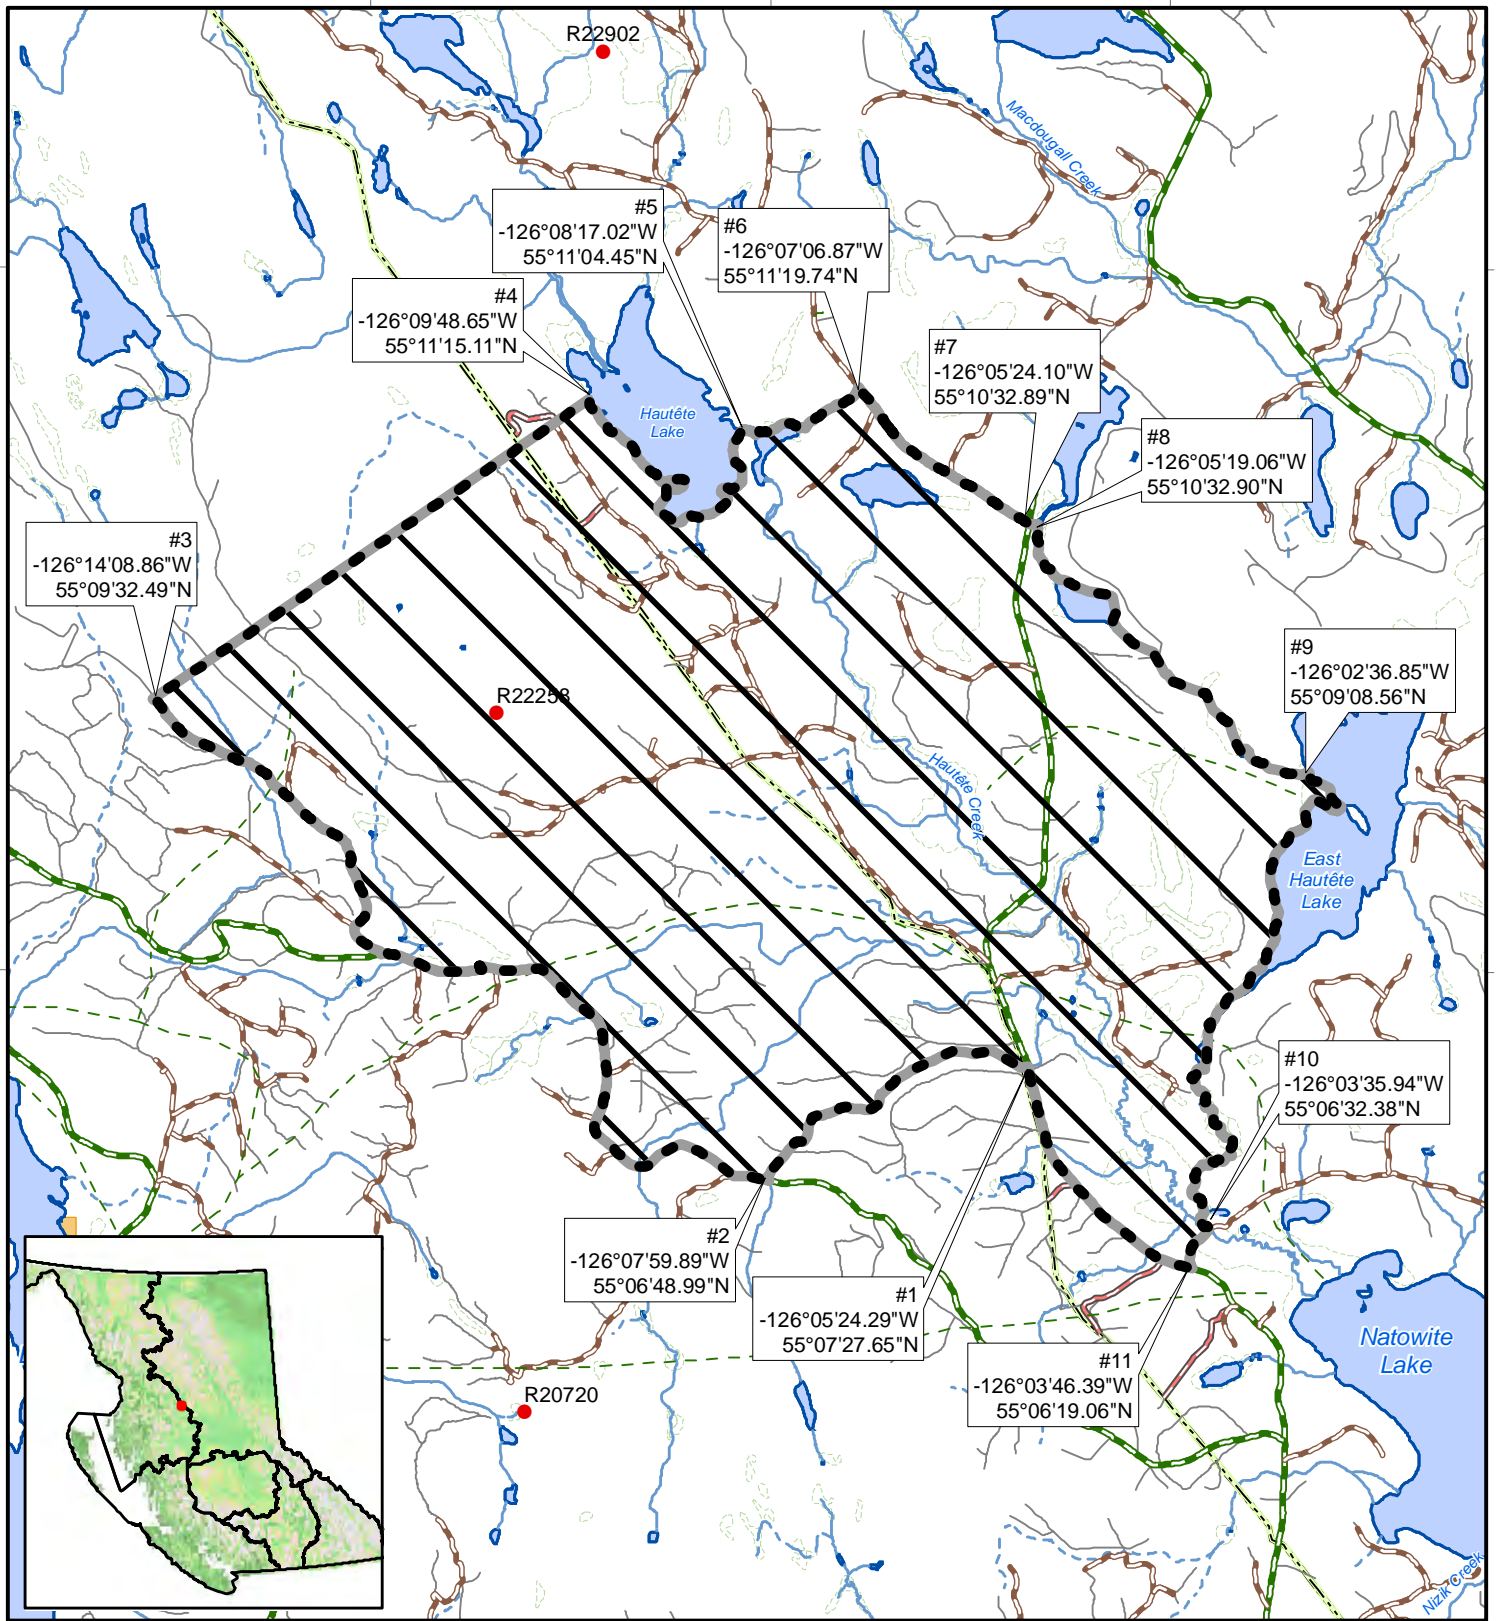 R22902
Macdougall Creek
#5
-126°08'17.02"W
55°11'04.45"N
#6
-126°07'06.87"W
55°11'19.74"N
#4
-126°09'48.65"W
55°11'15.11"N
#7
-126°05'24.10"W
55°10'32.89"N
Hautête
Lake
#8
-126°05'19.06"W
55°10'32.90"N
#3
-126°14'08.86"W
55°09'32.49"N
#9
-126°02'36.85"W
55°09'08.56"N
R22258
Hautête Creek
East
Hautête
Lake
#10
-126°03'35.94"W
55°06'32.38"N
#2
-126°07'59.89"W
55°06'48.99"N
#1
-126°05'24.29"W
55°07'27.65"N
Natowite
Lake
#11
-126°03'46.39"W
55°06'19.06"N
R20720
Nizik Creek